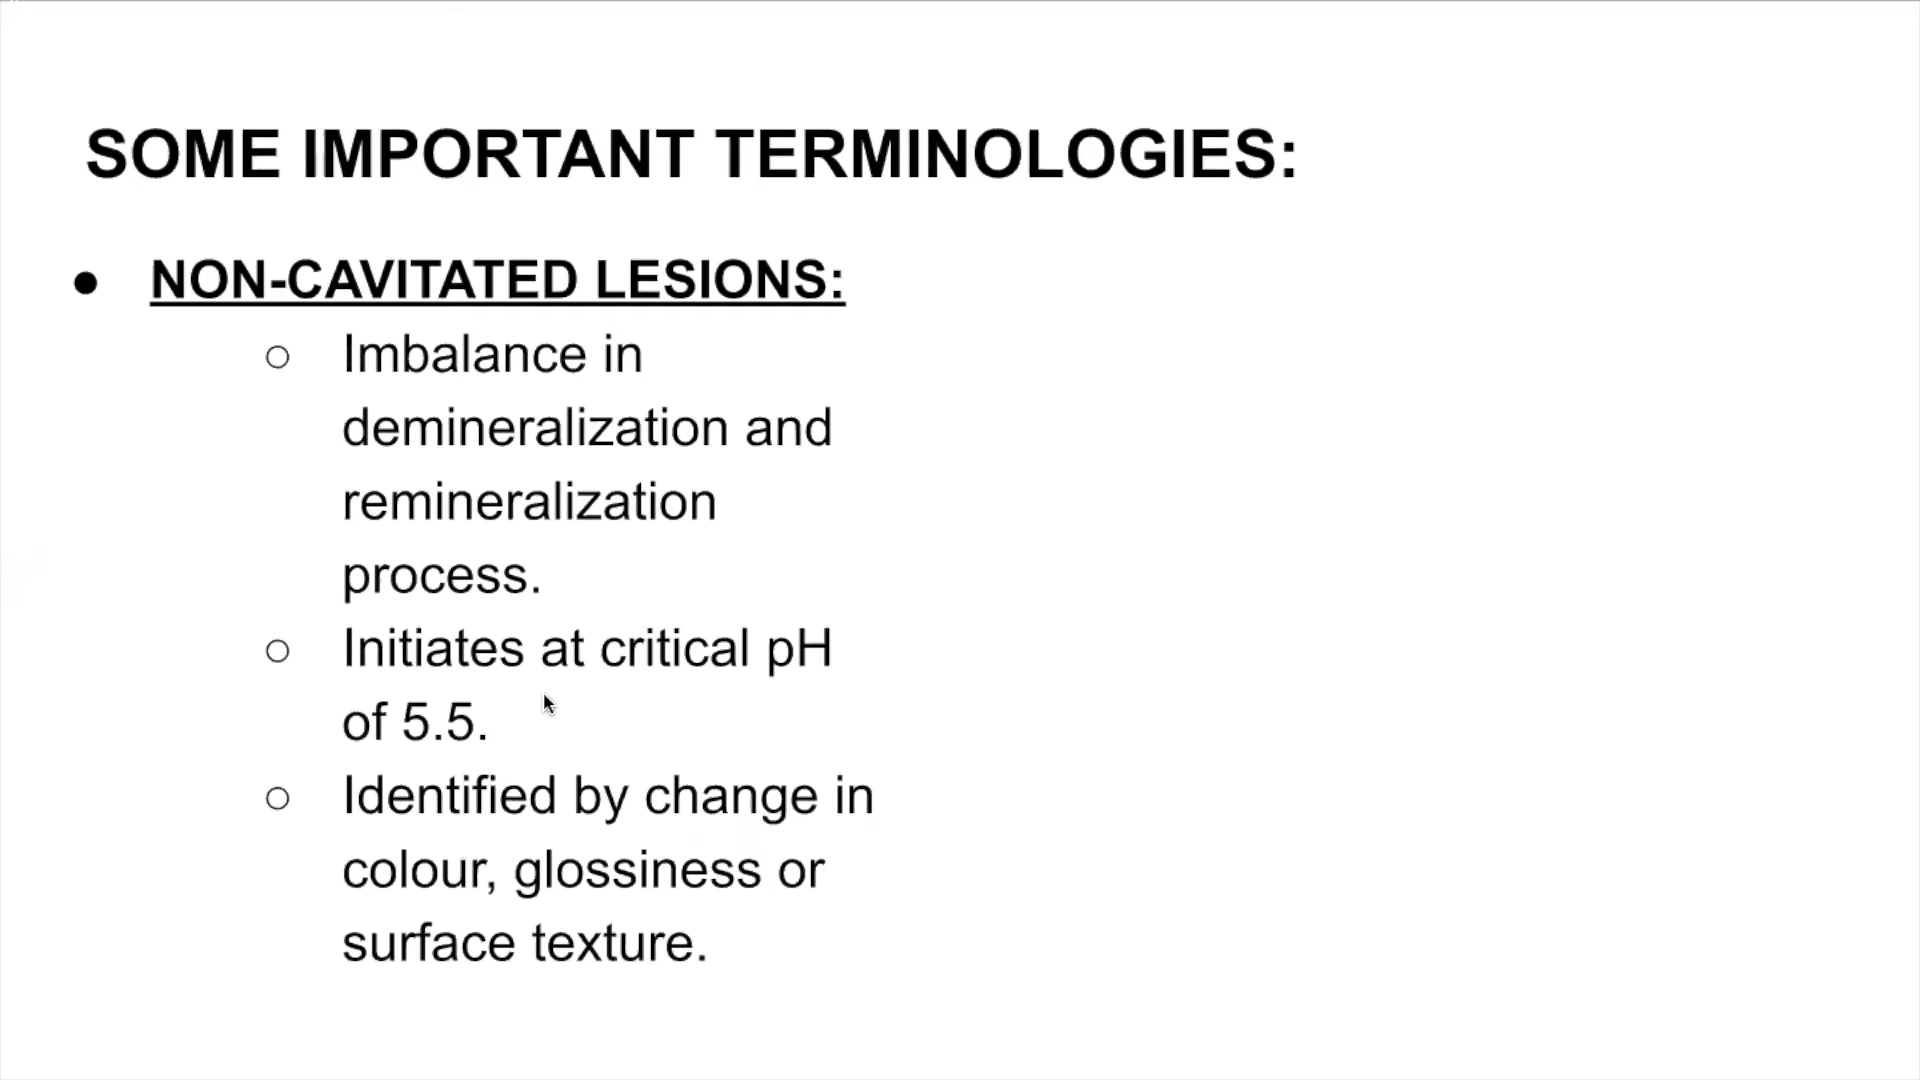 SOME IMPORTANT TERMINOLOGIES:
● NON-CAVITATED LESIONS:
○ Imbalance in
demineralization and
remineralization
process.
○ Initiates at critical pH
of 5.5.
○ Identified by change in
colour, glossiness or
surface texture.